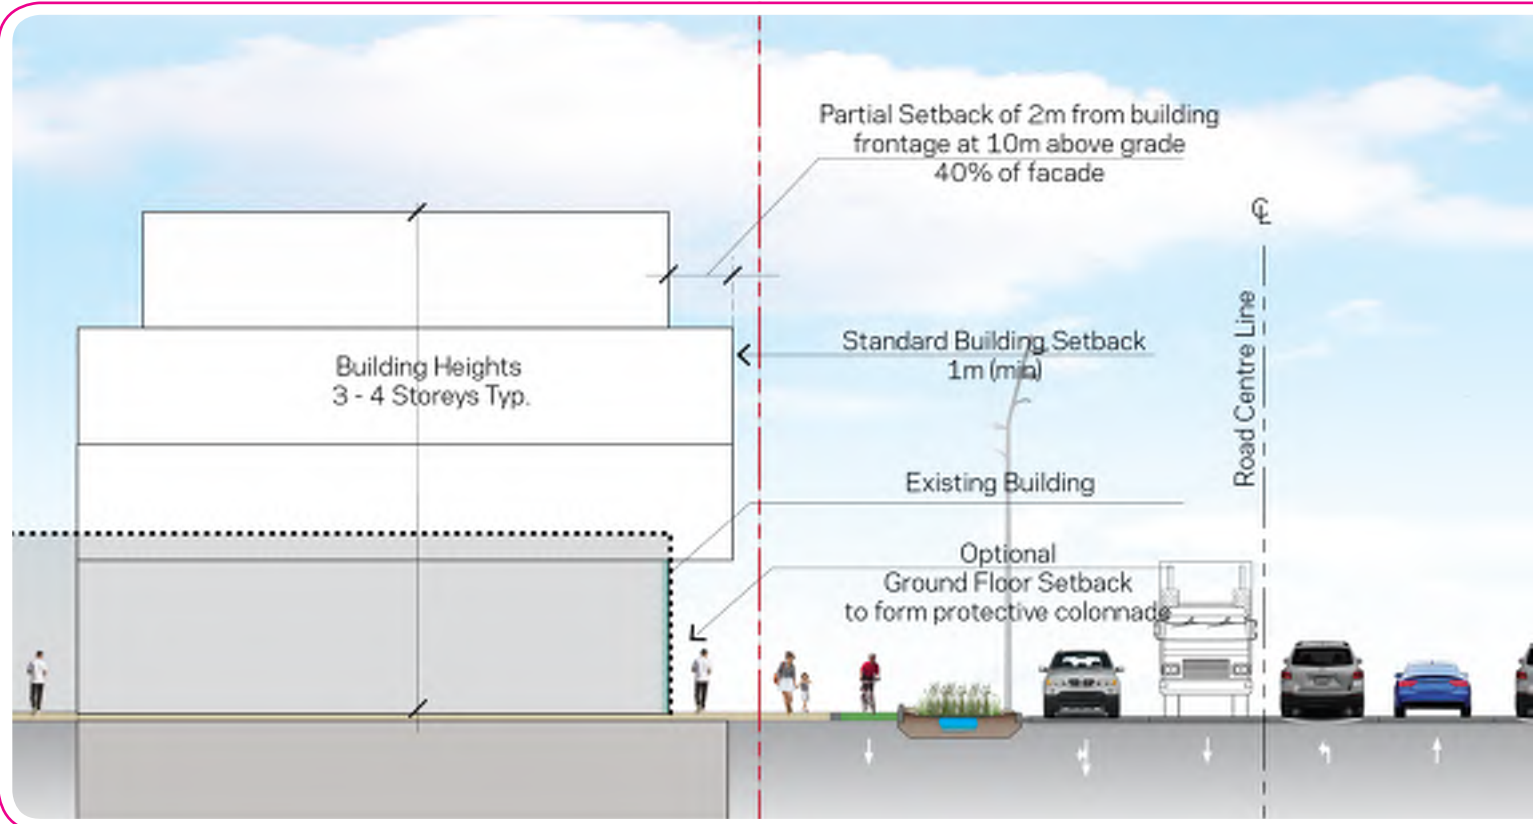 Partial Setback of 2m from building
frontage at 10m above grade
40% of facade
℄
Road Centre Line
Standard Building Setback
1m (min)
Building Heights
3 - 4 Storeys Typ.
Existing Building
Optional
Ground Floor Setback
to form protective colonnade